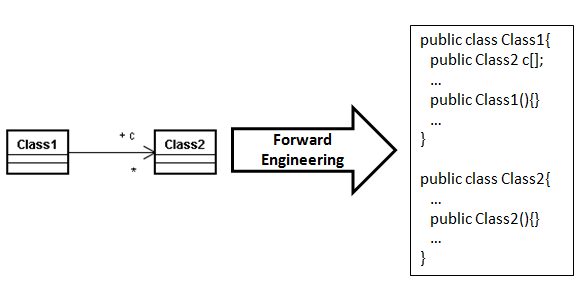 + c
Class1
Class2
*
Forward
Engineering
public class Class1{
public Class2 c[];
...
public Class1(){}
...
}
public class Class2{
...
public Class2(){}
...
}